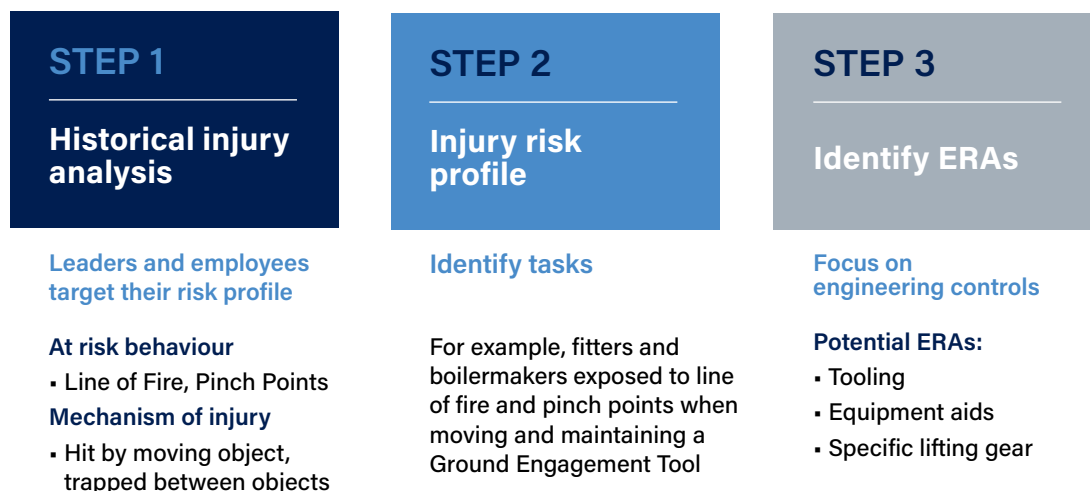 STEP 1
Historical injury
analysis
Leaders and employees
target their risk profile
At risk behaviour
▪ Line of Fire, Pinch Points
Mechanism of injury
▪ Hit by moving object,
trapped between objects
STEP 2
Injury risk
profile
Identify tasks
For example, fitters and
boilermakers exposed to line
of fire and pinch points when
moving and maintaining a
Ground Engagement Tool
STEP 3
Identify ERAs
Focus on
engineering controls
Potential ERAs:
▪ Tooling
▪ Equipment aids
▪ Specific lifting gear